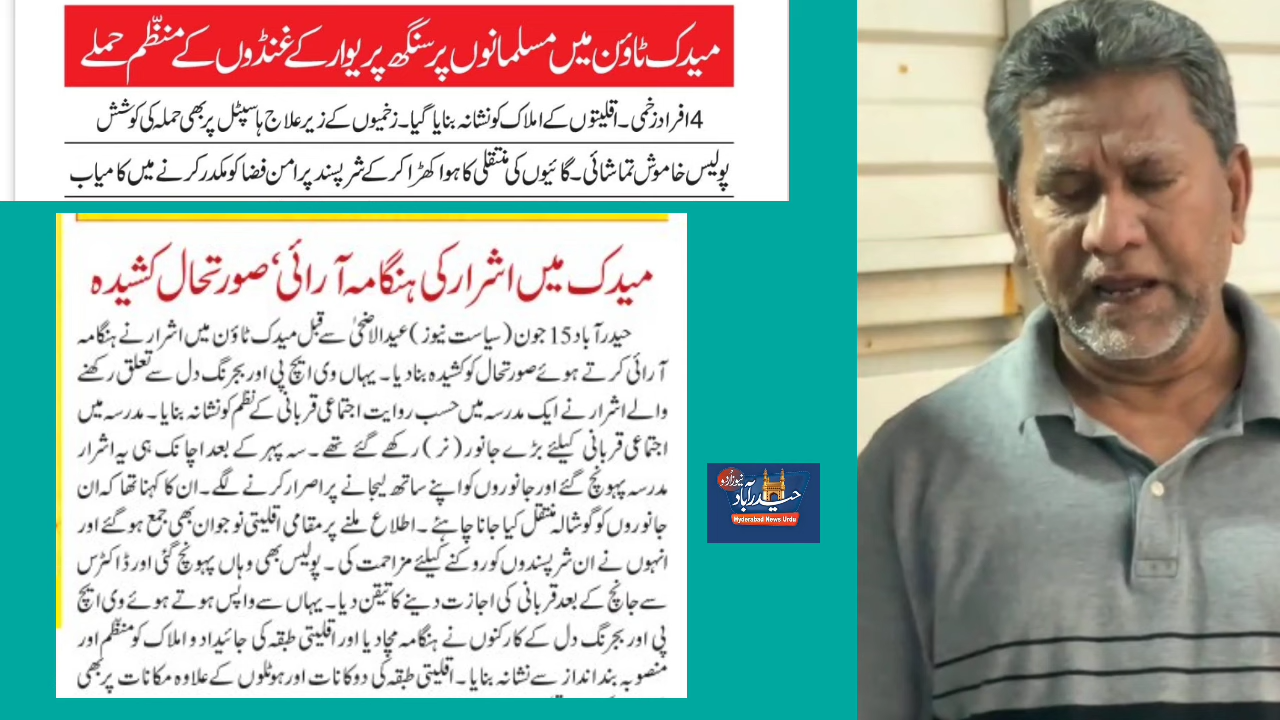 میدک ٹاؤن میں مسلمانوں پر سنگھ پریوار کے غنڈوں کے منظّم حملے
4 افراد زخمی۔ اقلیتوں کے املاک کو نشانہ بنایا گیا۔ زخمیوں کے زیر علاج ہاسپٹل پر بھی حملہ کی کوشش
پولیس خاموش تماشائی۔ گائیوں کی منتقلی کا ہوا کھڑا کر کے شرپسند پرامن فضا کو مکدر کرنے میں کامیاب
میدک میں اشرار کی ہنگامہ آرائی‘ صورتحال کشیدہ
حیدرآباد 15 جون (سیاست نیوز) عیدالاضحیٰ سے قبل میدک ٹاؤن میں اشرار نے ہنگامہ
آرائی کرتے ہوئے صورتحال کو کشیدہ بنادیا۔ یہاں وی ایچ پی اور بجرنگ دل سے تعلق رکھنے
والے اشرار نے ایک مدرسہ میں حسب روایت اجتماعی قربانی کے نظم کو نشانہ بنایا۔ مدرسہ میں
اجتماعی قربانی کیلئے بڑے جانور (نر) رکھے گئے تھے۔ سہ پہر کے بعد اچانک ہی یہ اشرار
مدرسہ پہونچ گئے اور جانوروں کو اپنے ساتھ لیجانے پر اصرار کرنے لگے۔ ان کا کہنا تھا کہ ان
جانوروں کو گوشالہ منتقل کیا جانا چاہئے۔ اطلاع ملنے پر مقامی اقلیتی نوجوان بھی جمع ہوگئے اور
انہوں نے ان شرپسندوں کو روکنے کیلئے مزاحمت کی۔ پولیس بھی وہاں پہونچ گئی اور ڈاکٹرس
سے جانچ کے بعد قربانی کی اجازت دینے کا تیقن دیا۔ یہاں سے واپس ہوتے ہوئے وی ایچ
پی اور بجرنگ دل کے کارکنوں نے ہنگامہ مچادیا اور اقلیتی طبقہ کی جائیداد و املاک کو منظّم اور
منصوبہ بند انداز سے نشانہ بنایا۔ اقلیتی طبقہ کی دوکانات اور ہوٹلوں کے علاوہ مکانات پر بھی
نیوز اردو
حیدرآباد
Hyderabad News Urdu